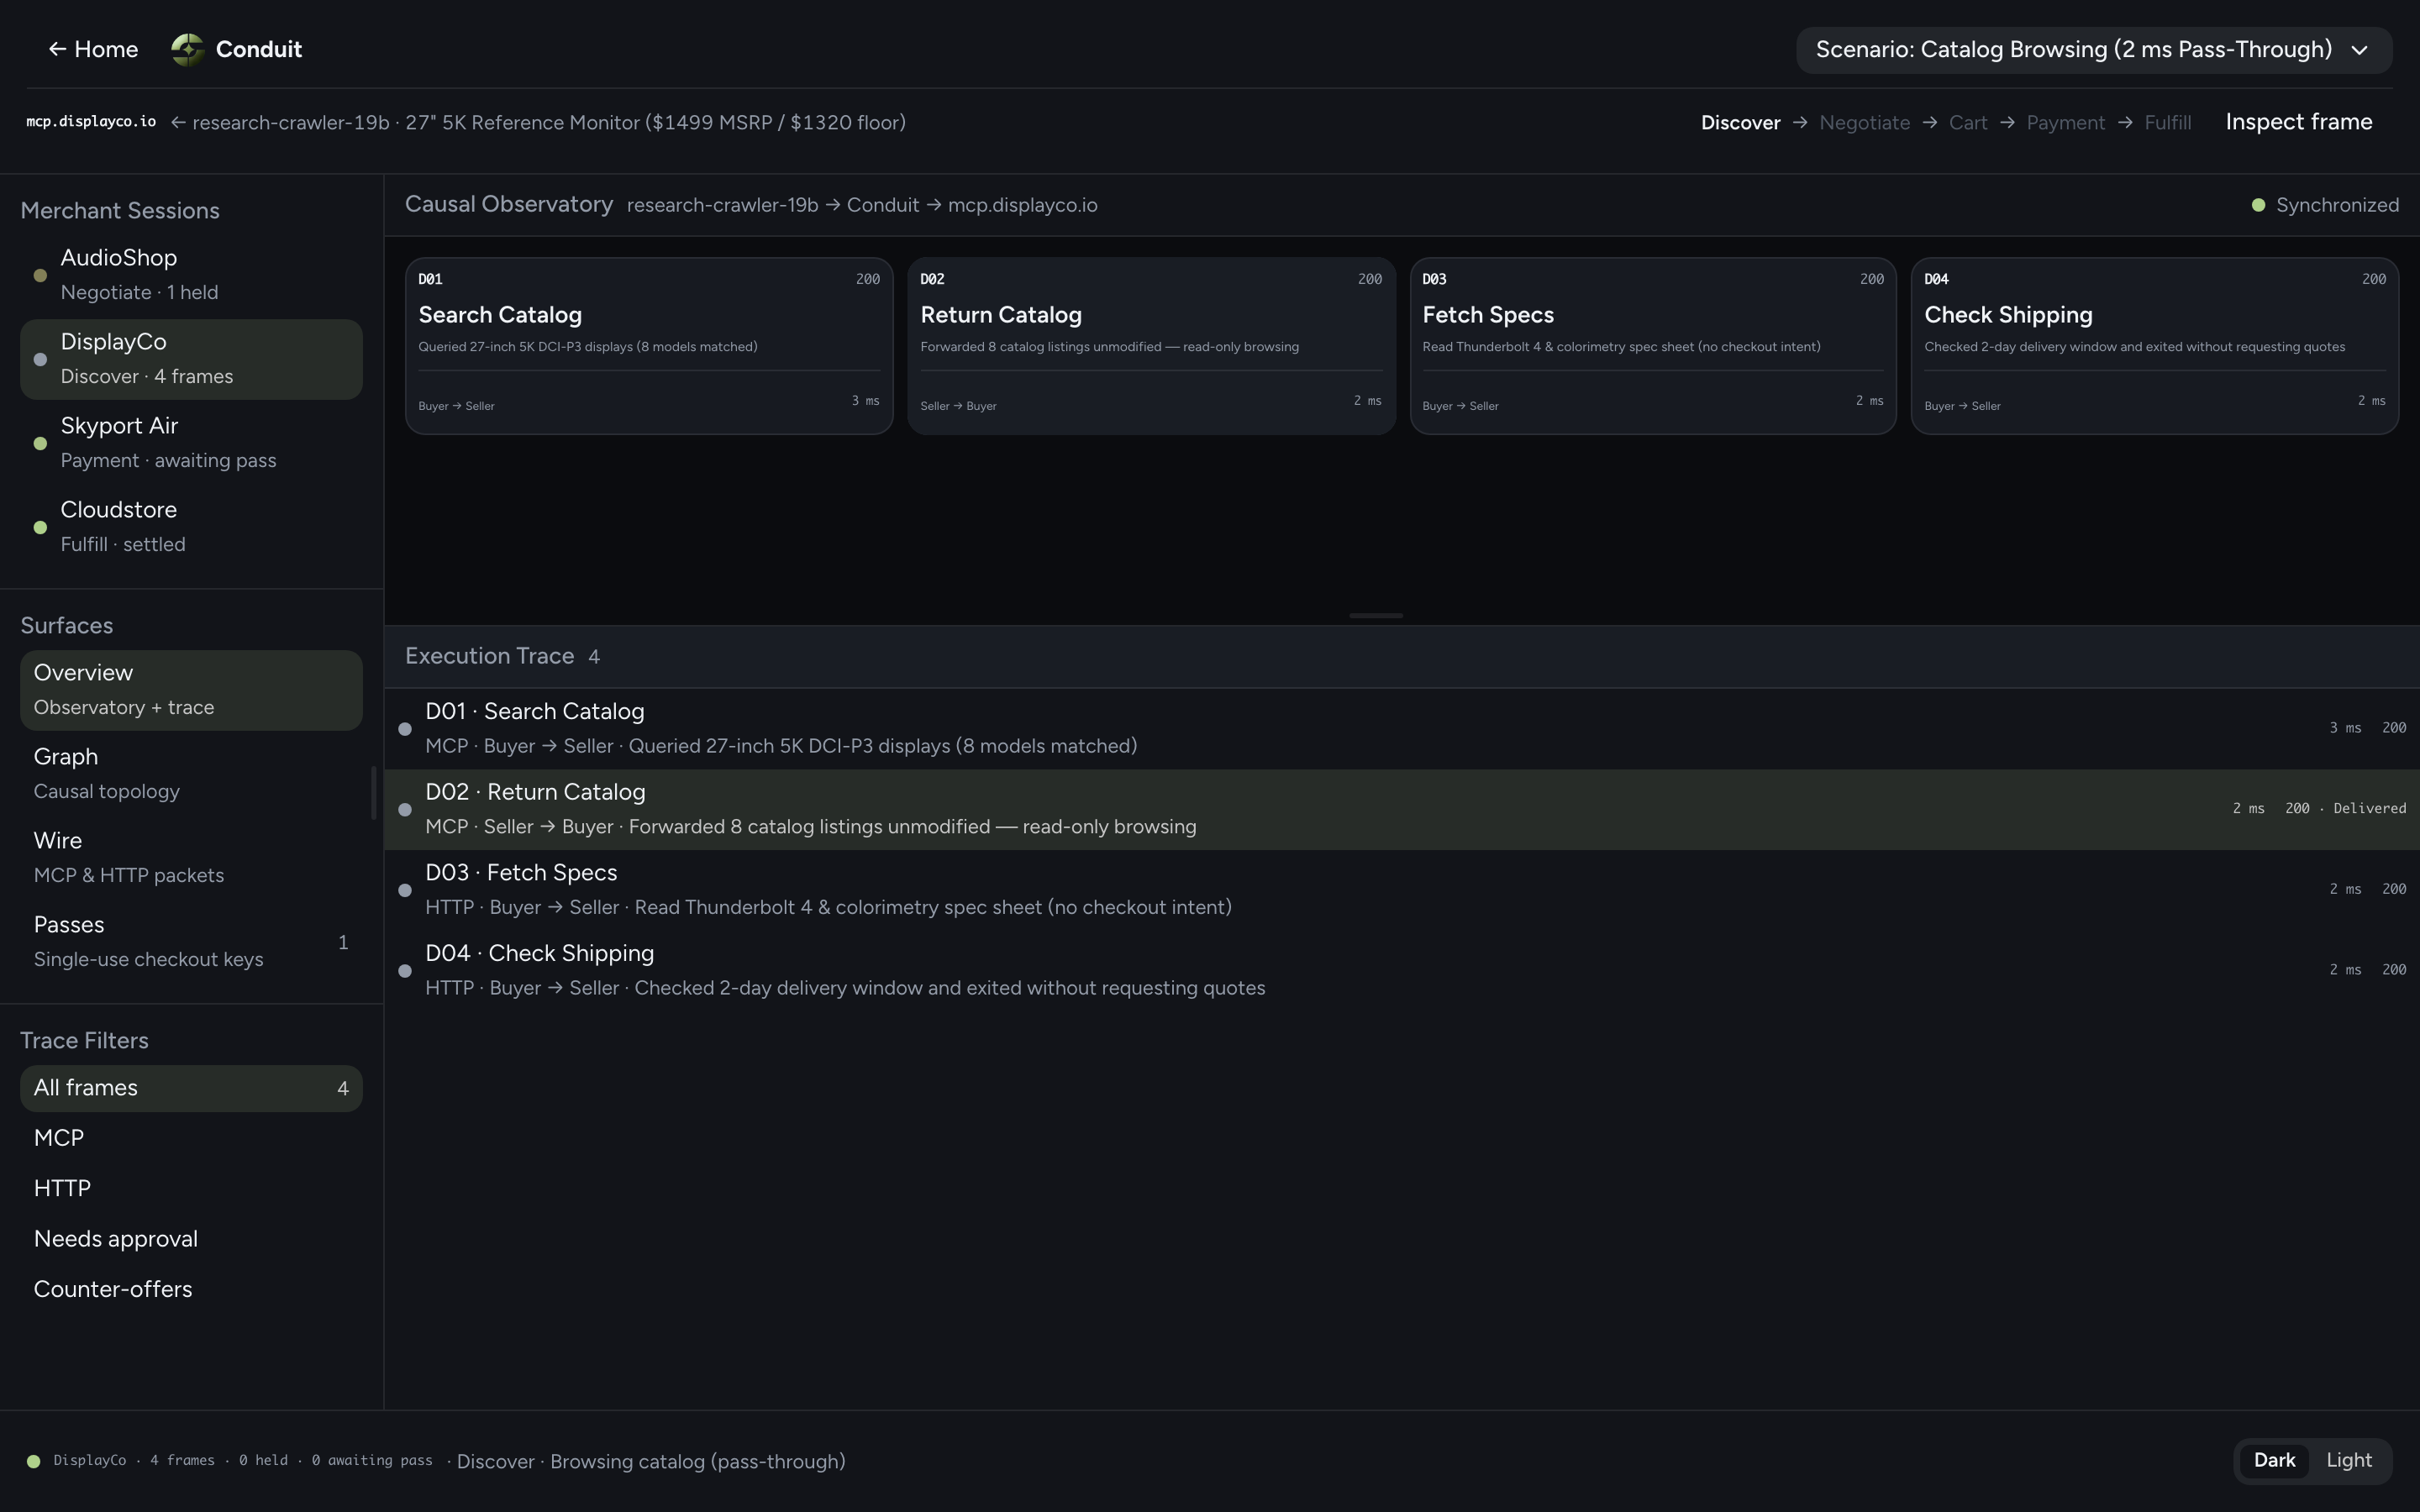 ← Home
Conduit
Scenario: Catalog Browsing (2 ms Pass-Through)
mcp.displayco.io ← research-crawler-19b · 27" 5K Reference Monitor ($1499 MSRP / $1320 floor)
Discover → Negotiate → Cart → Payment → Fulfill
Inspect frame
Merchant Sessions
AudioShop
Negotiate · 1 held
DisplayCo
Discover · 4 frames
Skyport Air
Payment · awaiting pass
Cloudstore
Fulfill · settled
Surfaces
Overview
Observatory + trace
Graph
Causal topology
Wire
MCP & HTTP packets
Passes
Single-use checkout keys
1
Trace Filters
All frames 4
MCP
HTTP
Needs approval
Counter-offers
Causal Observatory research-crawler-19b → Conduit → mcp.displayco.io
Synchronized
D01 200
Search Catalog
Queried 27-inch 5K DCI-P3 displays (8 models matched)
Buyer → Seller 3 ms
D02 200
Return Catalog
Forwarded 8 catalog listings unmodified — read-only browsing
Seller → Buyer 2 ms
D03 200
Fetch Specs
Read Thunderbolt 4 & colorimetry spec sheet (no checkout intent)
Buyer → Seller 2 ms
D04 200
Check Shipping
Checked 2-day delivery window and exited without requesting quotes
Buyer → Seller 2 ms
Execution Trace 4
D01 · Search Catalog
MCP · Buyer → Seller · Queried 27-inch 5K DCI-P3 displays (8 models matched)
3 ms 200
D02 · Return Catalog
MCP · Seller → Buyer · Forwarded 8 catalog listings unmodified — read-only browsing
2 ms 200 · Delivered
D03 · Fetch Specs
HTTP · Buyer → Seller · Read Thunderbolt 4 & colorimetry spec sheet (no checkout intent)
2 ms 200
D04 · Check Shipping
HTTP · Buyer → Seller · Checked 2-day delivery window and exited without requesting quotes
2 ms 200
DisplayCo · 4 frames · 0 held · 0 awaiting pass · Discover · Browsing catalog (pass-through)
Dark Light